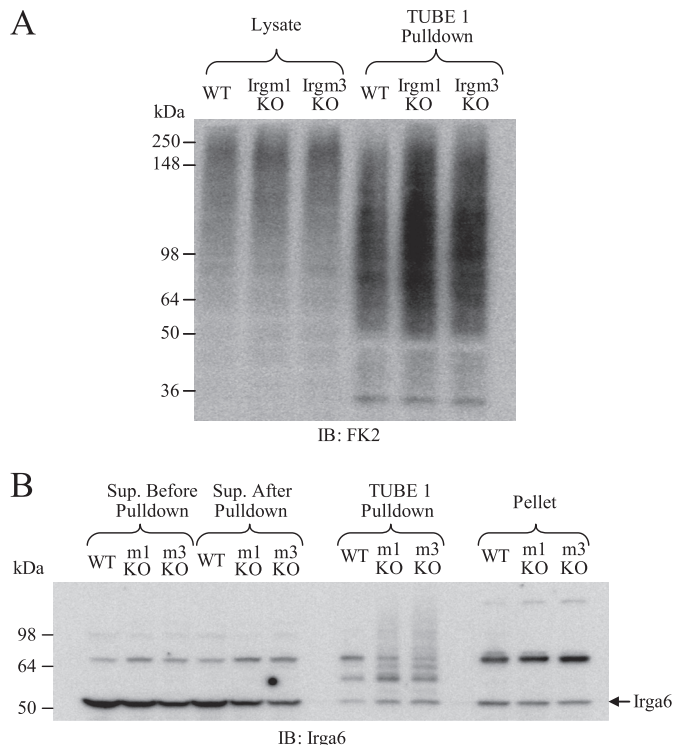 A
Lysate
TUBE 1
Pulldown
WT
Irgm1
KO
Irgm3
KO
WT
Irgm1
KO
Irgm3
KO
kDa
250
148
98
64
50
36
IB: FK2
B
Sup. Before
Pulldown
Sup. After
Pulldown
TUBE 1
Pulldown
Pellet
WT
m1
KO
m3
KO
WT
m1
KO
m3
KO
WT
m1
KO
m3
KO
WT
m1
KO
m3
KO
kDa
98
64
50
Irga6
IB: Irga6